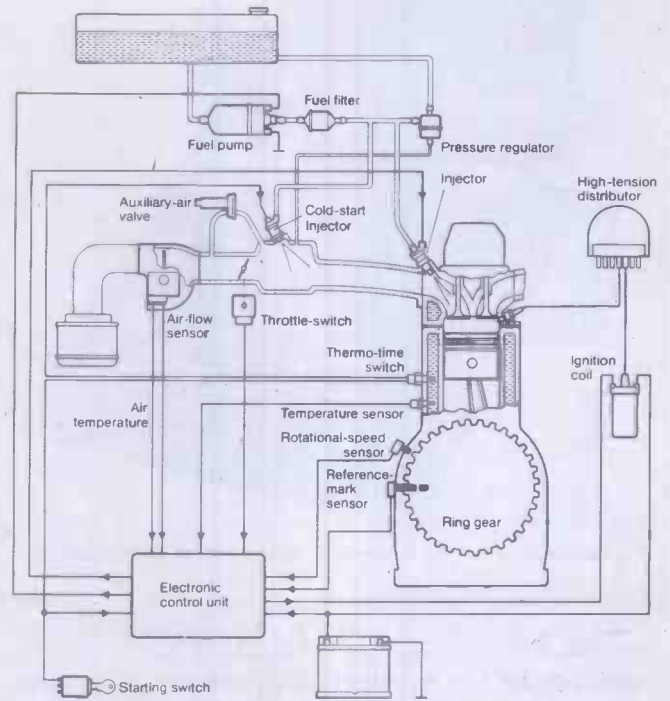 Fuel filter
Fuel pump
Pressure regulator
Injector
High-tension
distributor
Auxiliary-air
valve
Cold-start
Injector
Air-flow
sensor
Throttle-switch
Thermo-time
switch
Ignition
coil
Air
temperature
Temperature sensor
Rotational-speed
sensor
Reference-
mark
sensor
Ring gear
Electronic
control unit
Starting switch